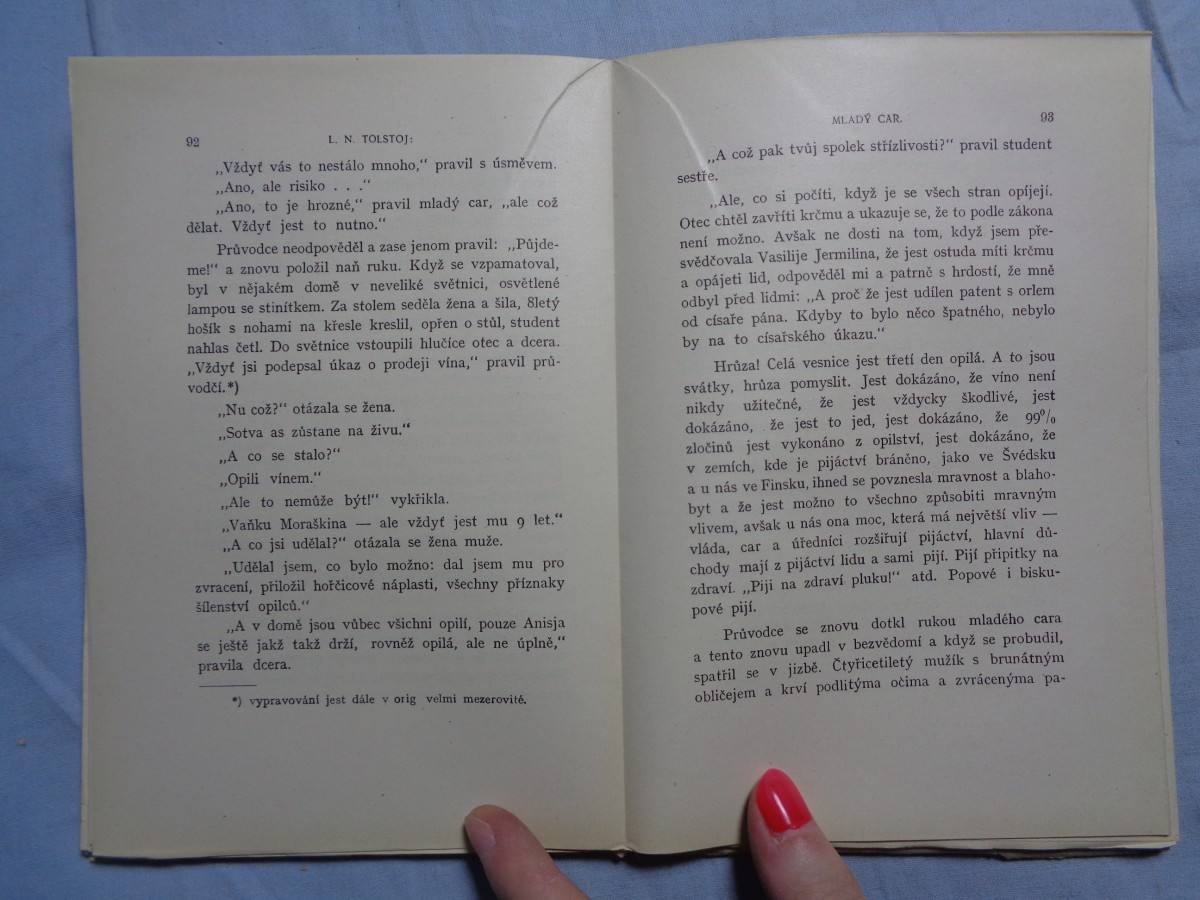 92
L. N. TOLSTOJ:
„Vždyť vás to nestálo mnoho,“ pravil s úsměvem.
„Ano, ale risiko . . .“
„Ano, to je hrozné,“ pravil mladý car, „ale což
dělat. Vždyť jest to nutno.“
Průvodce neodpověděl a zase jenom pravil: „Půjde-
me!“ a znovu položil naň ruku. Když se vzpamatoval,
byl v nějakém domě v neveliké světnici, osvětlené
lampou se stinítkem. Za stolem seděla žena a šila, 8letý
hošík s nohami na křesle kreslil, opřen o stůl, student
nahlas četl. Do světnice vstoupili hlučíce otec a dcera.
„Vždyť jsi podepsal úkaz o prodeji vína,“ pravil prů-
vodčí.*)
„Nu což?“ otázala se žena.
„Sotva as zůstane na živu.“
„A co se stalo?“
„Opili vínem.“
„Ale to nemůže být!“ vykřikla.
„Vaňku Moraškina — ale vždyť jest mu 9 let.“
„A co jsi udělal?“ otázala se žena muže.
„Udělal jsem, co bylo možno: dal jsem mu pro
zvracení, přiložil hořčicové náplasti, všechny příznaky
šílenství opilců.“
„A v domě jsou vůbec všichni opilí, pouze Anisja
se ještě jakž takž drží, rovněž opilá, ale ne úplně,“
pravila dcera.
*) vypravování jest dále v orig velmi mezerovité.
MLADÝ CAR.
93
„A což pak tvůj spolek střízlivosti?“ pravil student
sestře.
„Ale, co si počíti, když je se všech stran opíjejí.
Otec chtěl zavříti krčmu a ukazuje se, že to podle zákona
není možno. Avšak ne dosti na tom, když jsem pře-
svědčovala Vasilije Jermilina, že jest ostuda míti krčmu
a opájeti lid, odpověděl mi a patrně s hrdostí, že mně
odbyl před lidmi: „A proč že jest udílen patent s orlem
od císaře pána. Kdyby to bylo něco špatného, nebylo
by na to císařského úkazu.“
Hrůza! Celá vesnice jest třetí den opilá. A to jsou
svátky, hrůza pomyslit. Jest dokázáno, že víno není
nikdy užitečné, že jest vždycky škodlivé, jest
dokázáno, že jest to jed, jest dokázáno, že 99%
zločinů jest vykonáno z opilství, jest dokázáno, že
v zemích, kde je pijáctví bráněno, jako ve Švédsku
a u nás ve Finsku, ihned se povznesla mravnost a blaho-
byt a že jest možno to všechno způsobiti mravným
vlivem, avšak u nás ona moc, která má největší vliv —
vláda, car a úředníci rozšiřují pijáctví, hlavní dů-
chody mají z pijáctví lidu a sami pijí. Pijí přípitky na
zdraví. „Piji na zdraví pluku!“ atd. Popové i bisku-
pové pijí.
Průvodce se znovu dotkl rukou mladého cara
a tento znovu upadl v bezvědomí a když se probudil,
spatřil se v jizbě. Čtyřicetiletý mužík s brunátným
obličejem a krví podlitýma očima a zvrácenýma pa-